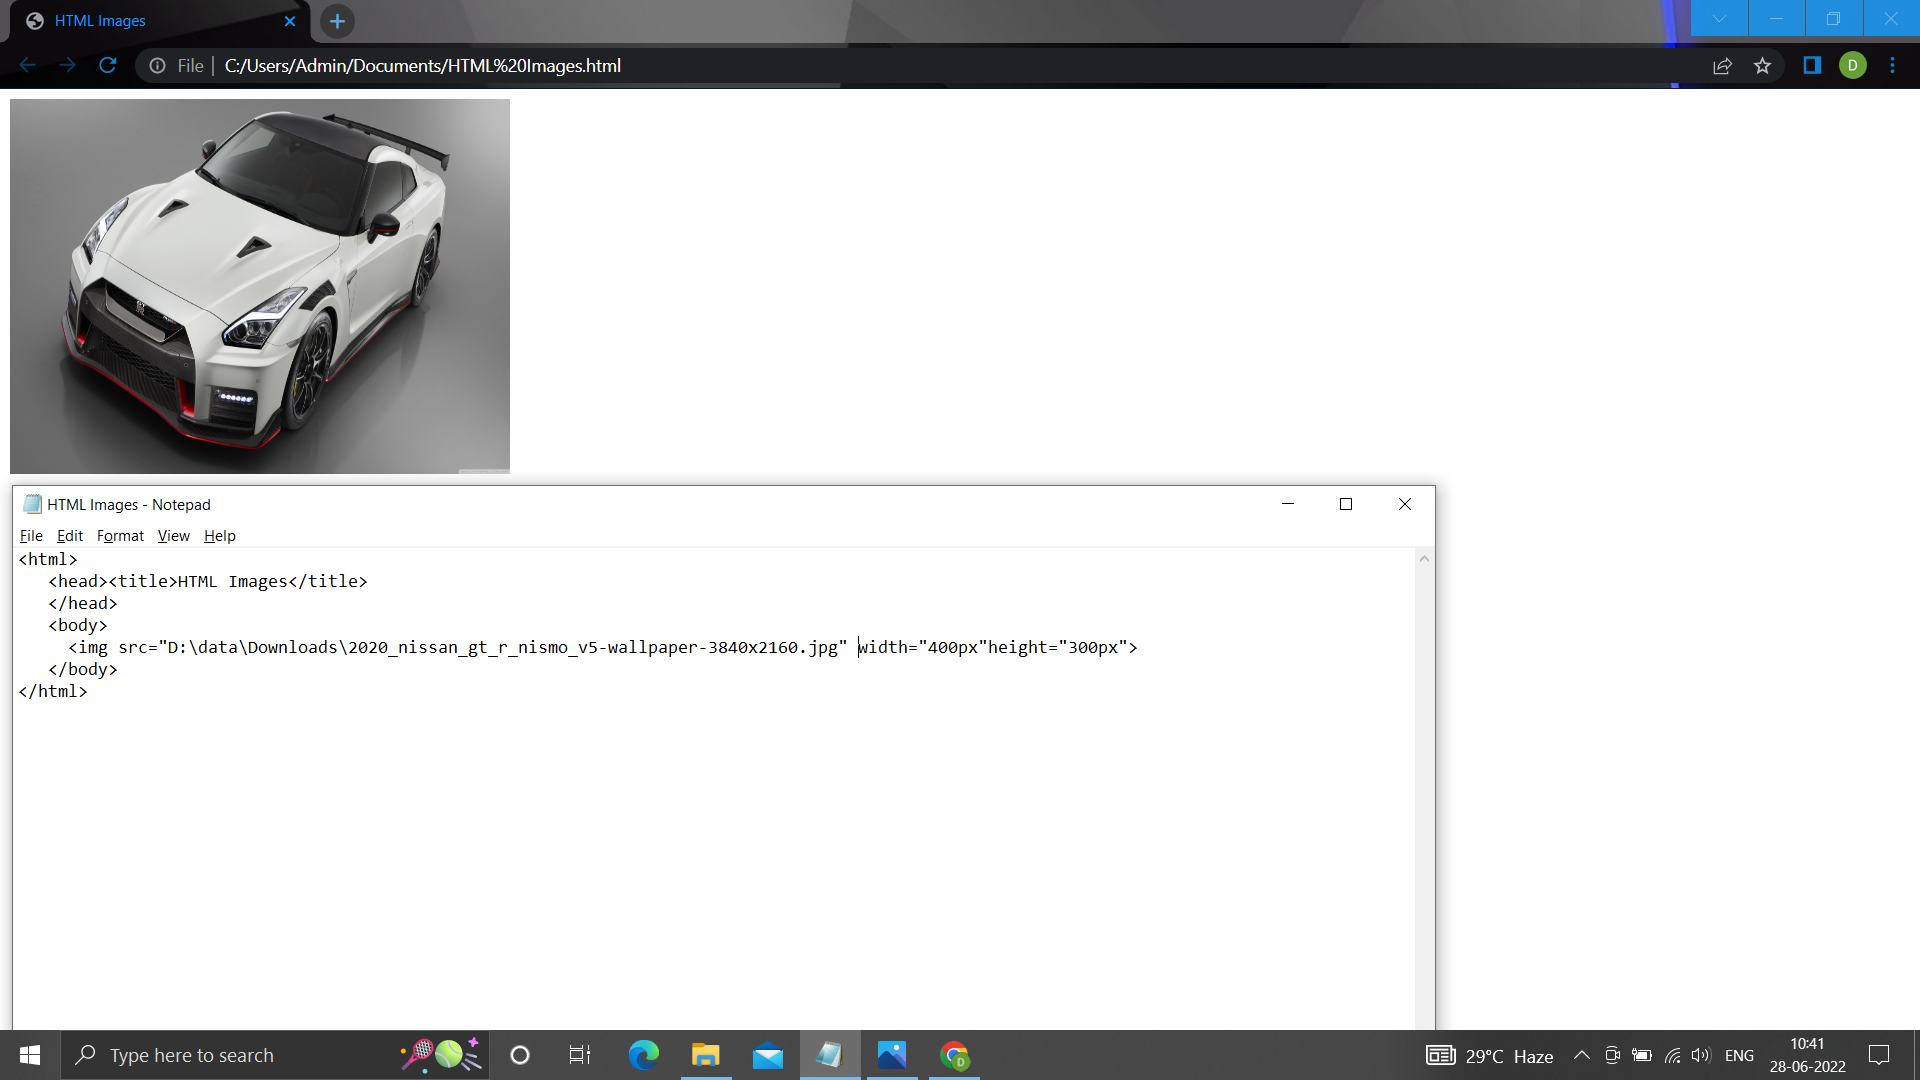 HTML Images
File | C:/Users/Admin/Documents/HTML%20Images.html
D
HTML Images - Notepad
File Edit Format View Help
<html>
<head><title>HTML Images</title>
</head>
<body>
<img src="D:\data\Downloads\2020_nissan_gt_r_nismo_v5-wallpaper-3840x2160.jpg" width="400px"height="300px">
</body>
</html>
Type here to search
D
29°C Haze
ENG
10:41
28-06-2022